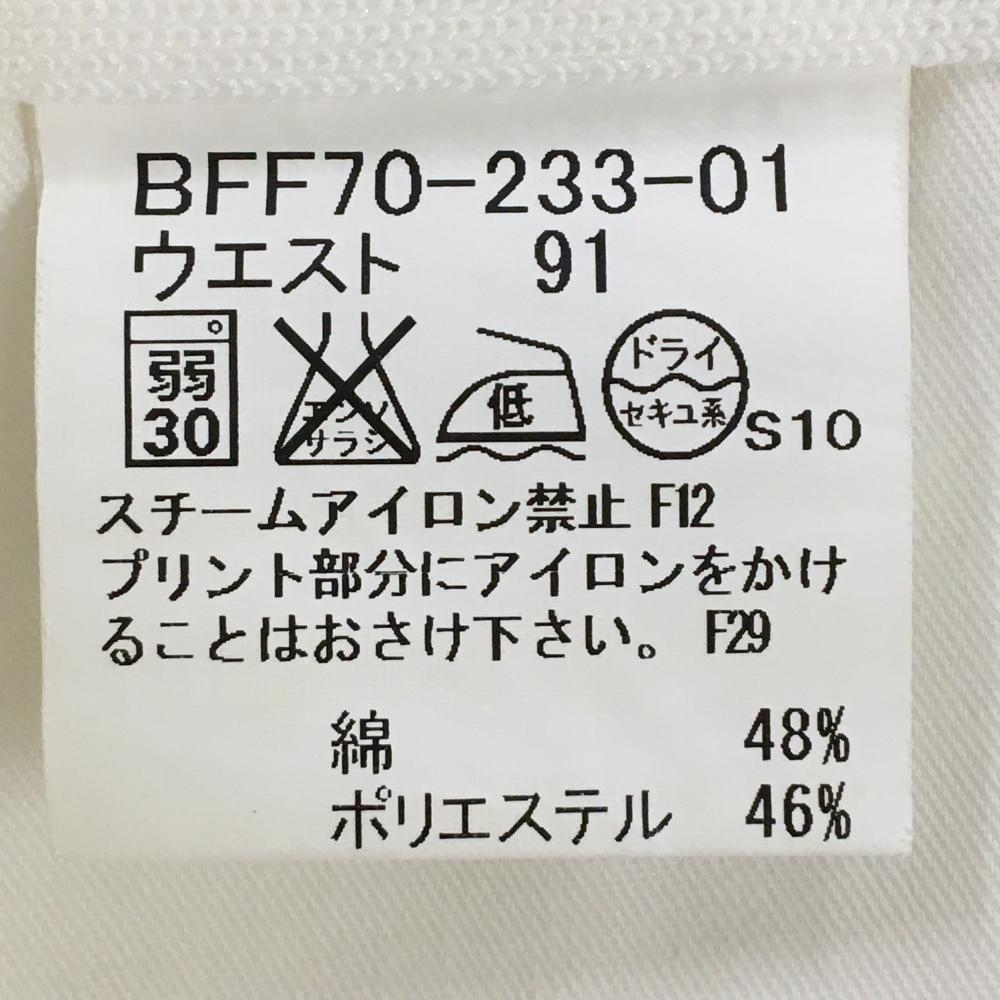 BFF70-233-01
ウエスト 91
弱
30
エンソ
サラシ
低
ドライ
セキユ系
S10
スチームアイロン禁止 F12
プリント部分にアイロンをかけ
ることはおさけ下さい。 F29
綿 48%
ポリエステル 46%